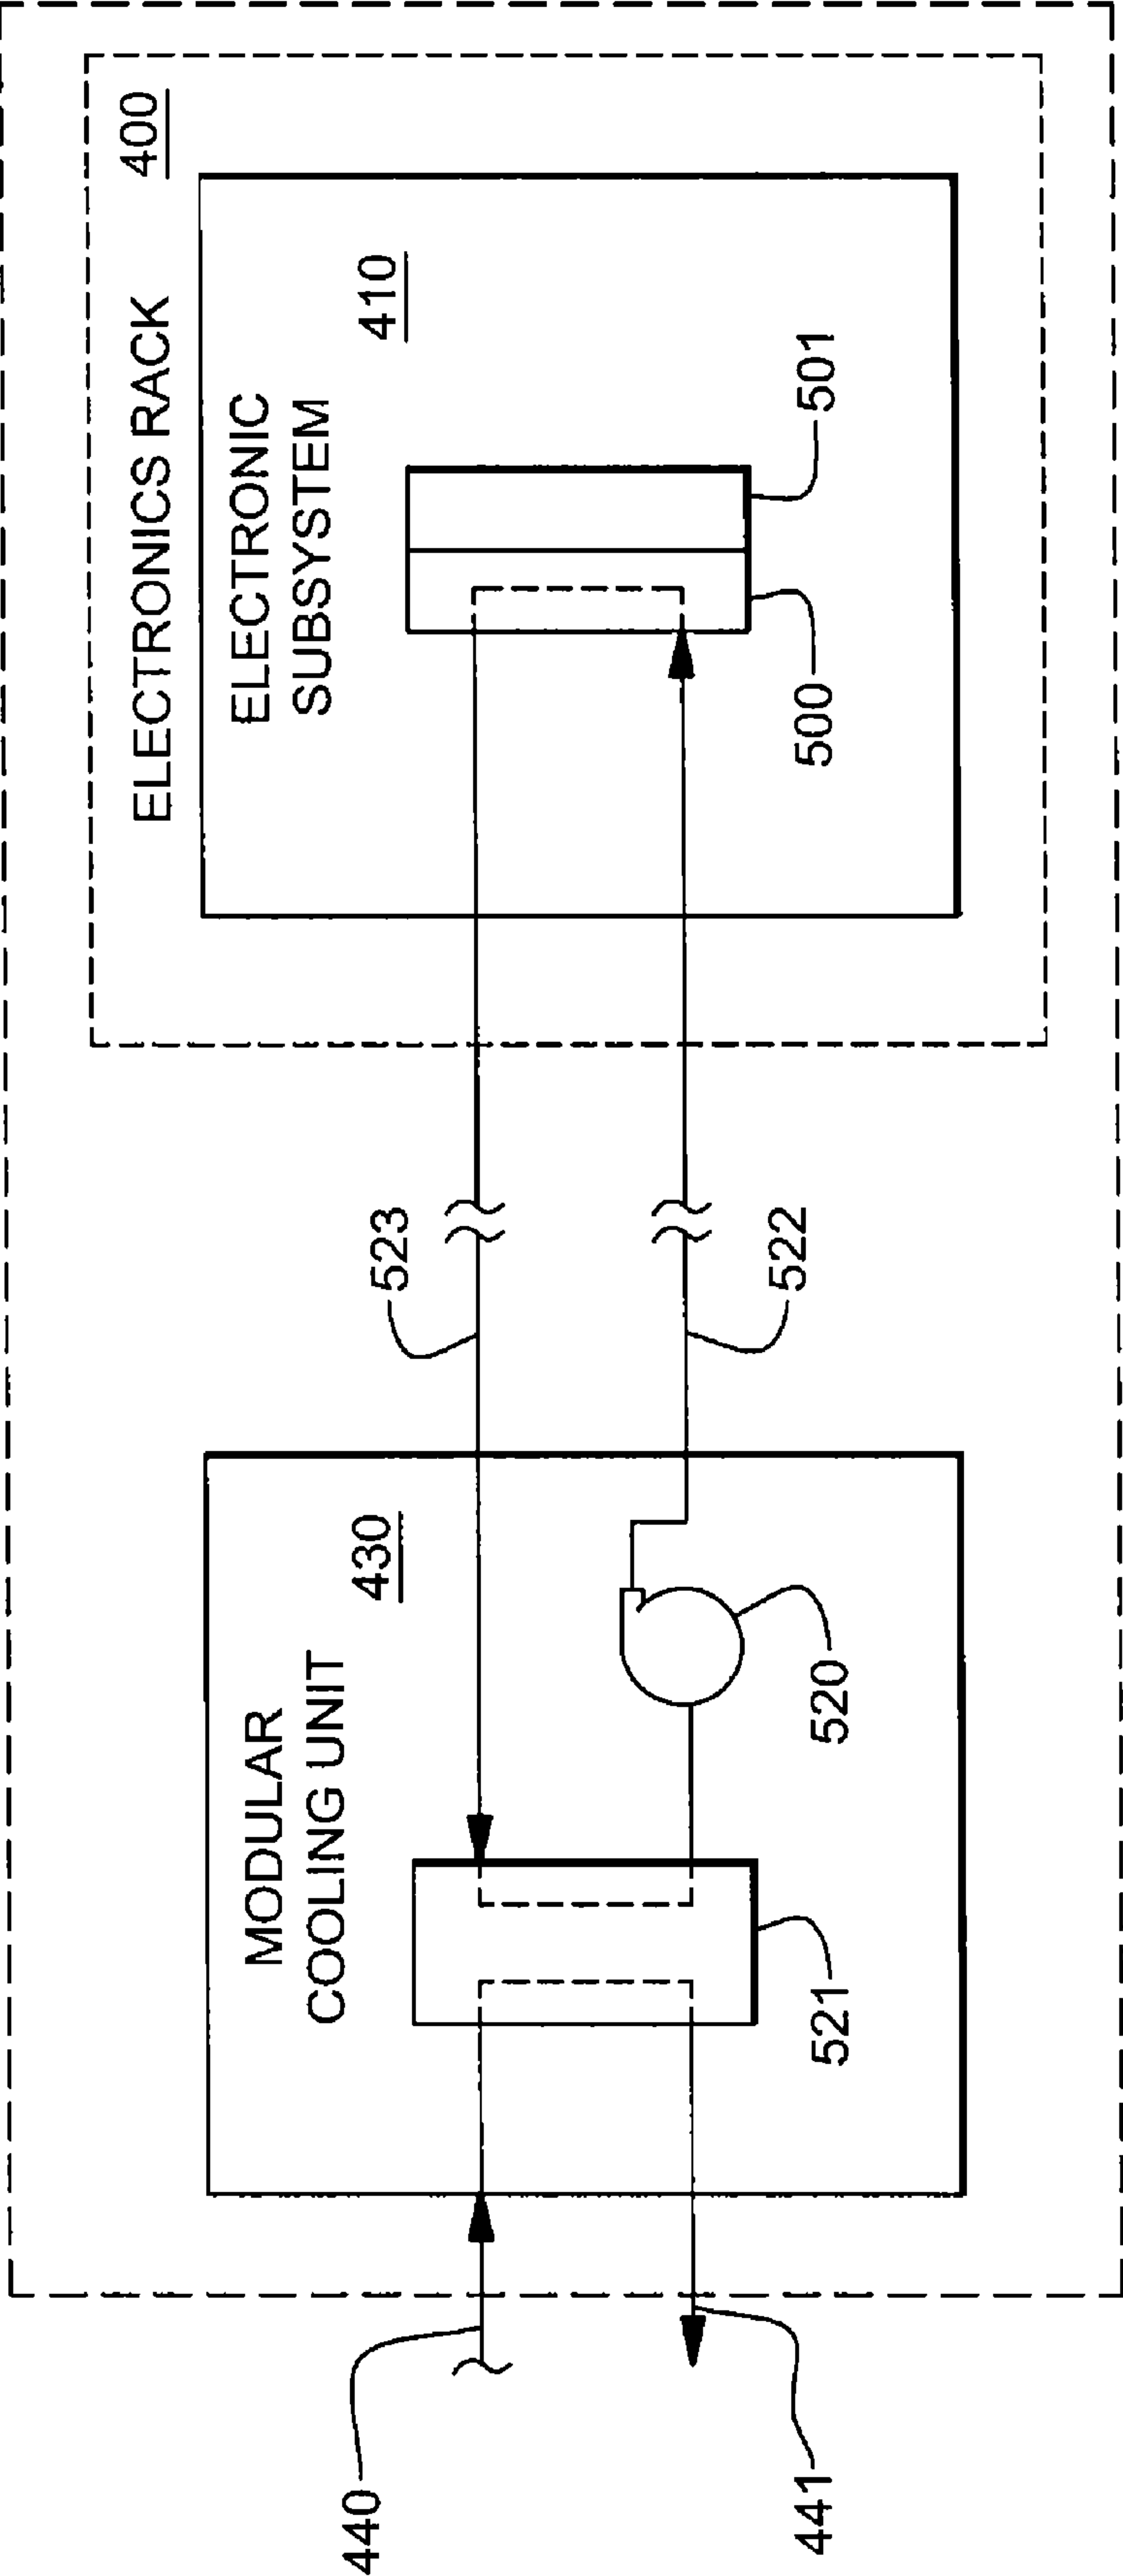 ELECTRONICS RACK
400
ELECTRONIC
SUBSYSTEM
410
501
500
523
522
MODULAR
COOLING UNIT
430
520
521
440
441